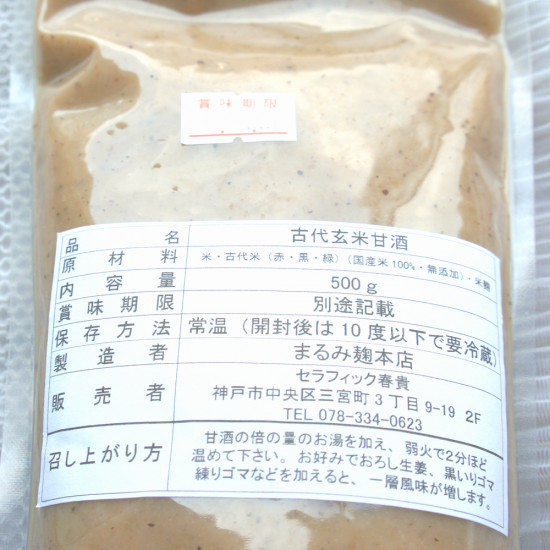 賞味期限
品名 古代玄米甘酒
原材料 米・古代米（赤・黒・緑）（国産米100%・無添加）・米麹
内容量 500g
賞味期限 別途記載
保存方法 常温（開封後は10度以下で要冷蔵）
製造者 まるみ麹本店
販売者 セラフィック春貴
神戸市中央区三宮町3丁目9-19 2F
TEL 078-334-0623
召し上がり方 甘酒の倍の量のお湯を加え、弱火で2分ほど
温めて下さい。お好みでおろし生姜、黒いりゴマ
練りゴマなどを加えると、一層風味が増します。